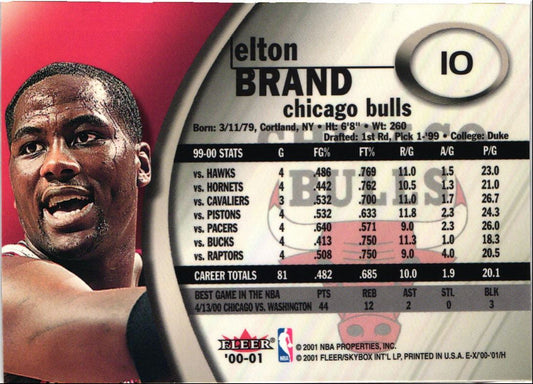 elton
BRAND
10
chicago bulls
Born: 3/11/79, Cortland, NY • Ht: 6'8" • Wt: 260
Drafted: 1st Rd, Pick 1-'99 • College: Duke
CHICAGO
BULLS
99-00 STATS G FG% FT% R/G A/G P/G
vs. HAWKS 4 .486 .769 11.0 1.5 23.0
vs. HORNETS 4 .442 .762 10.5 1.3 21.0
vs. CAVALIERS 3 .532 .700 11.0 1.7 26.7
vs. PISTONS 4 .532 .633 11.8 2.3 24.3
vs. PACERS 4 .640 .571 9.0 2.3 26.0
vs. BUCKS 4 .413 .750 11.3 1.0 18.3
vs. RAPTORS 4 .508 .750 9.0 4.0 20.5
CAREER TOTALS 81 .482 .685 10.0 1.9 20.1
BEST GAME IN THE NBA PTS REB AST STL BLK
4/13/00 CHICAGO VS. WASHINGTON 44 12 2 0 3
FLEER
'00-01
NBA
© 2001 NBA PROPERTIES, INC.
© 2001 FLEER/SKYBOX INT'L LP, PRINTED IN U.S.A. E-X/'00-'01/H